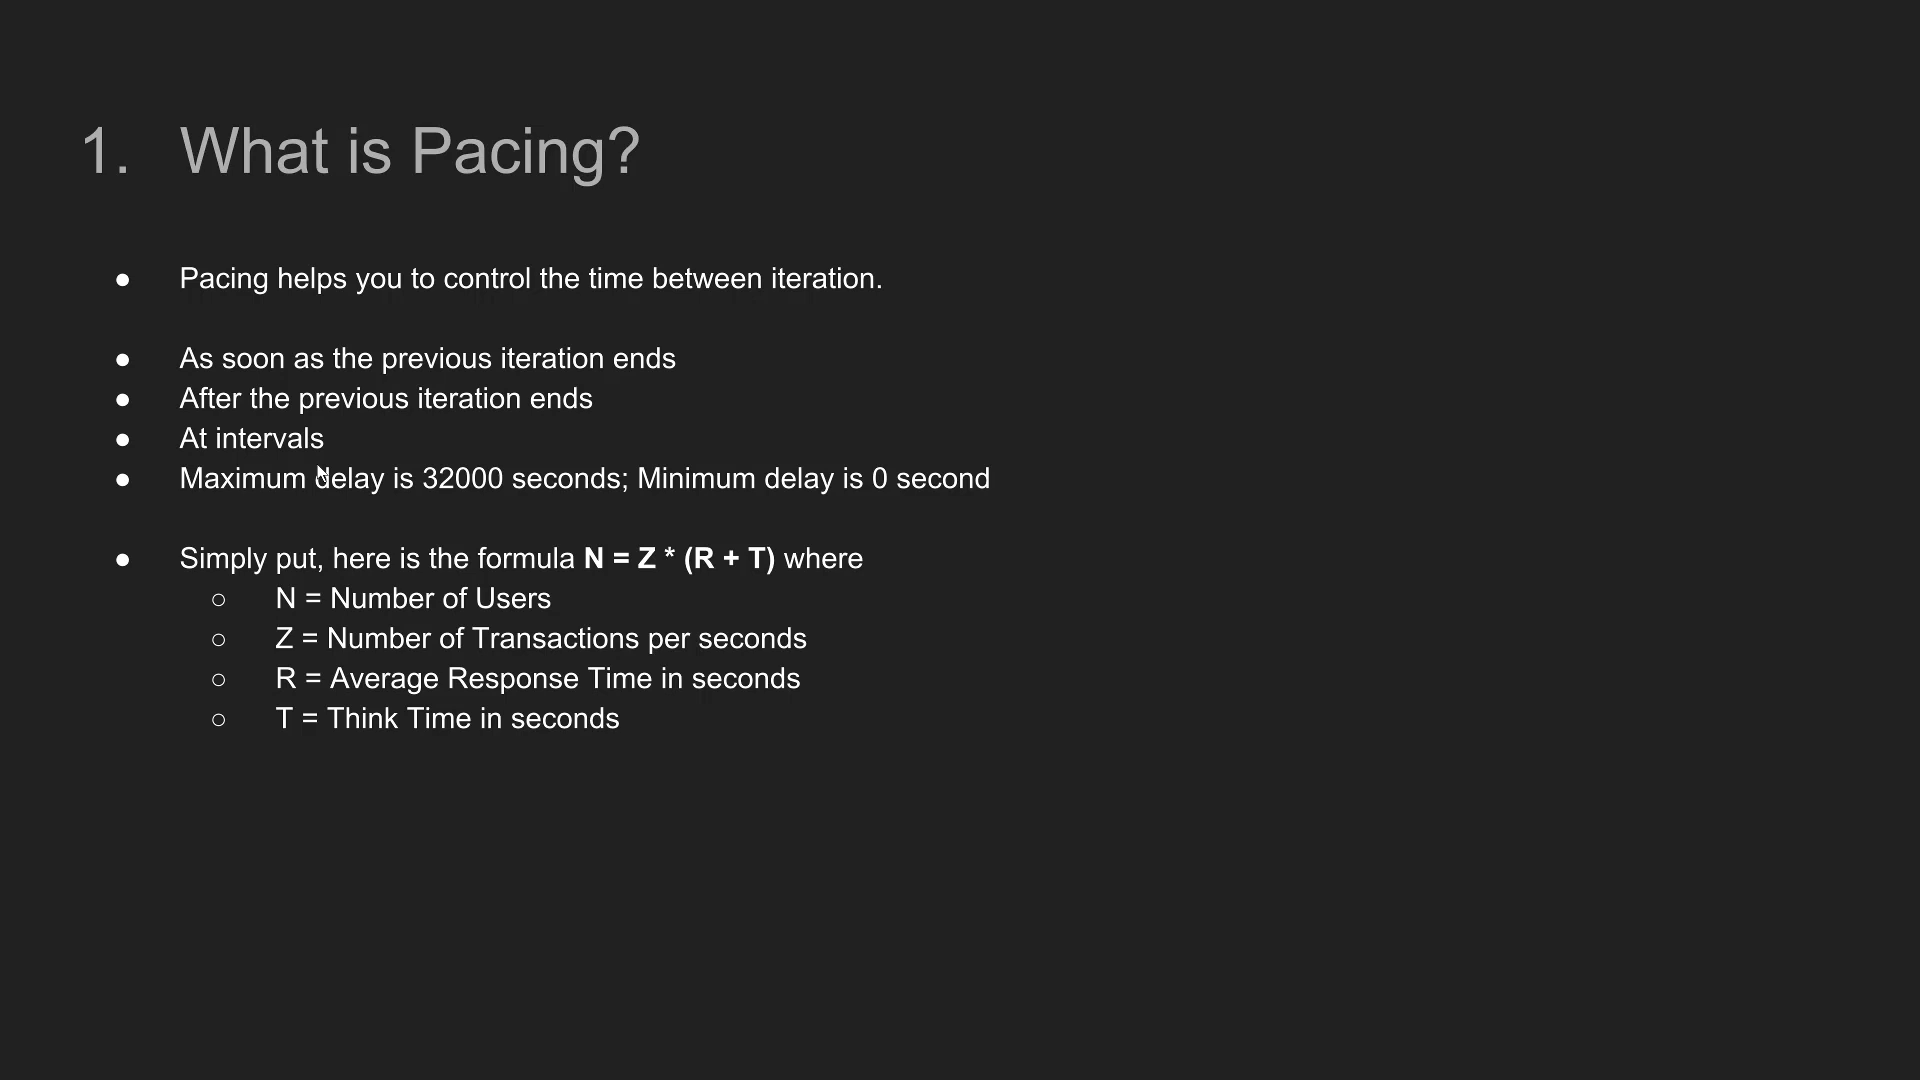 1. What is Pacing?
● Pacing helps you to control the time between iteration.
● As soon as the previous iteration ends
● After the previous iteration ends
● At intervals
● Maximum delay is 32000 seconds; Minimum delay is 0 second
● Simply put, here is the formula N = Z * (R + T) where
○ N = Number of Users
○ Z = Number of Transactions per seconds
○ R = Average Response Time in seconds
○ T = Think Time in seconds